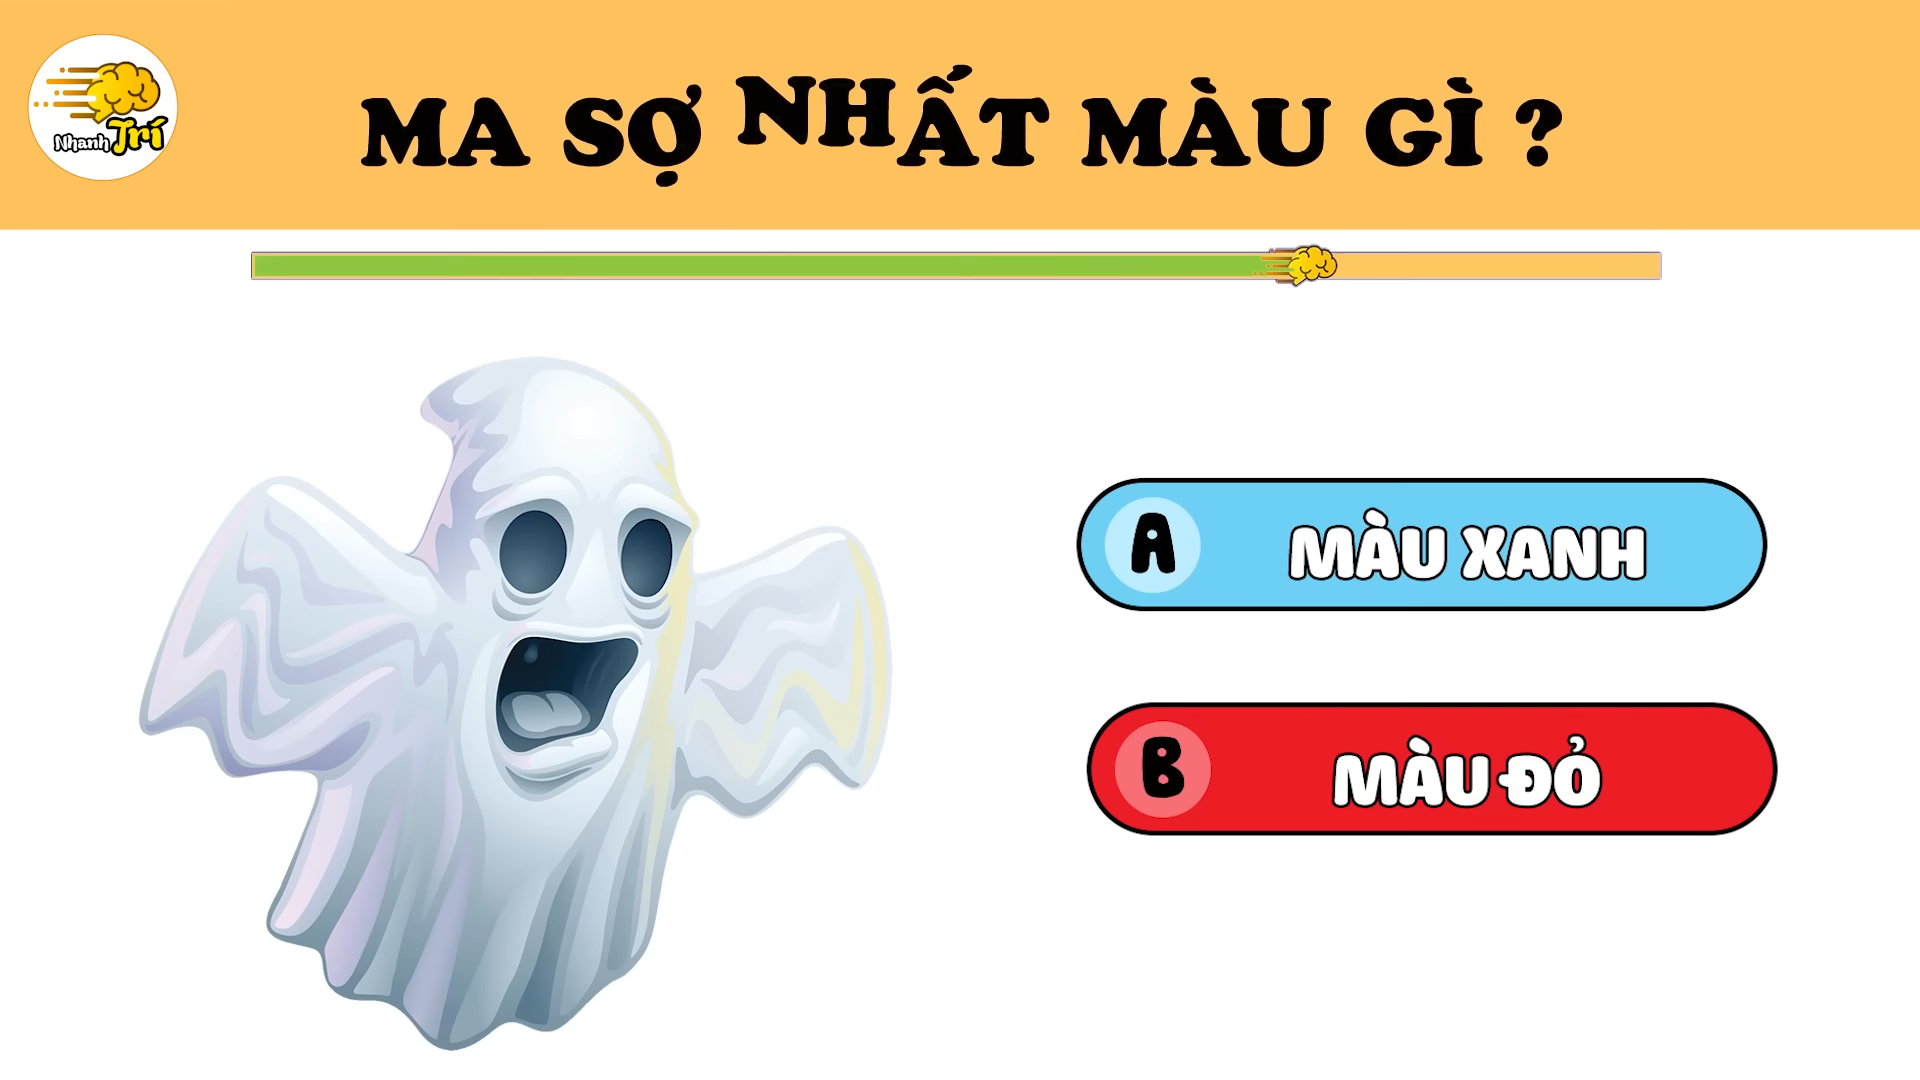 Nhanh Trí
MA SỢ NHẤT MÀU GÌ ?
A MÀU XANH
B MÀU ĐỎ